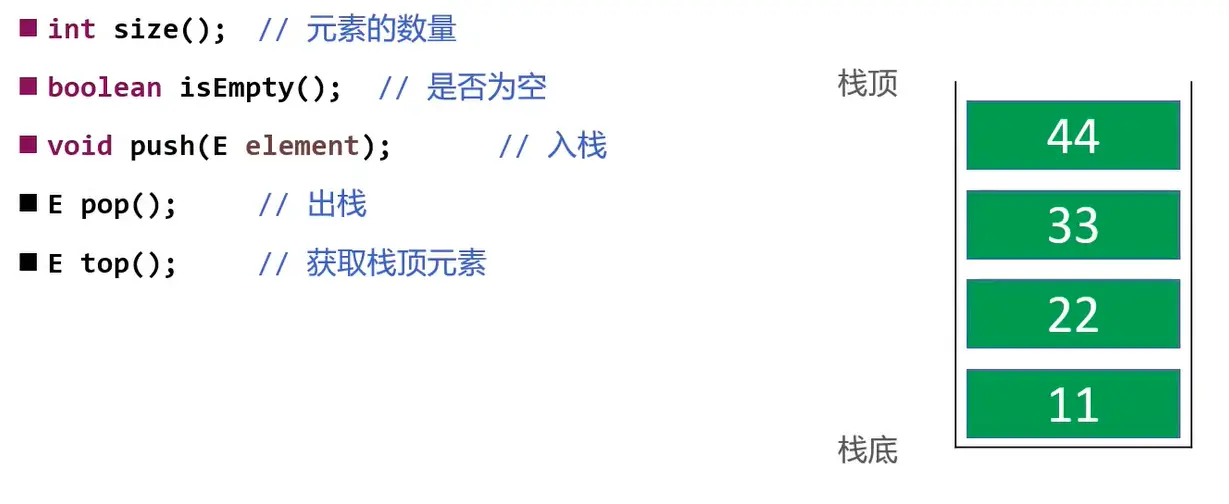 int size(); // 元素的数量
boolean isEmpty(); // 是否为空
void push(E element); // 入栈
E pop(); // 出栈
E top(); // 获取栈顶元素
栈顶
44
33
22
11
栈底